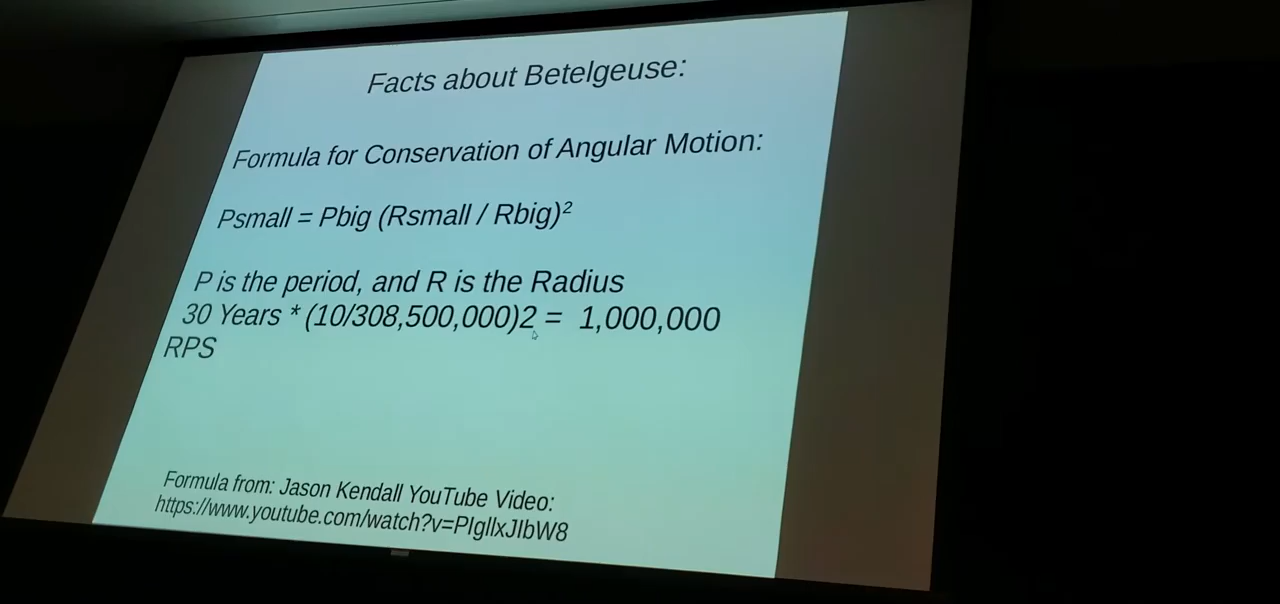 Facts about Betelgeuse:
Formula for Conservation of Angular Motion:
Psmall = Pbig (Rsmall / Rbig)²
P is the period, and R is the Radius
30 Years * (10/308,500,000)2 = 1,000,000
RPS
Formula from: Jason Kendall YouTube Video:
https://www.youtube.com/watch?v=PIgllxJIbW8